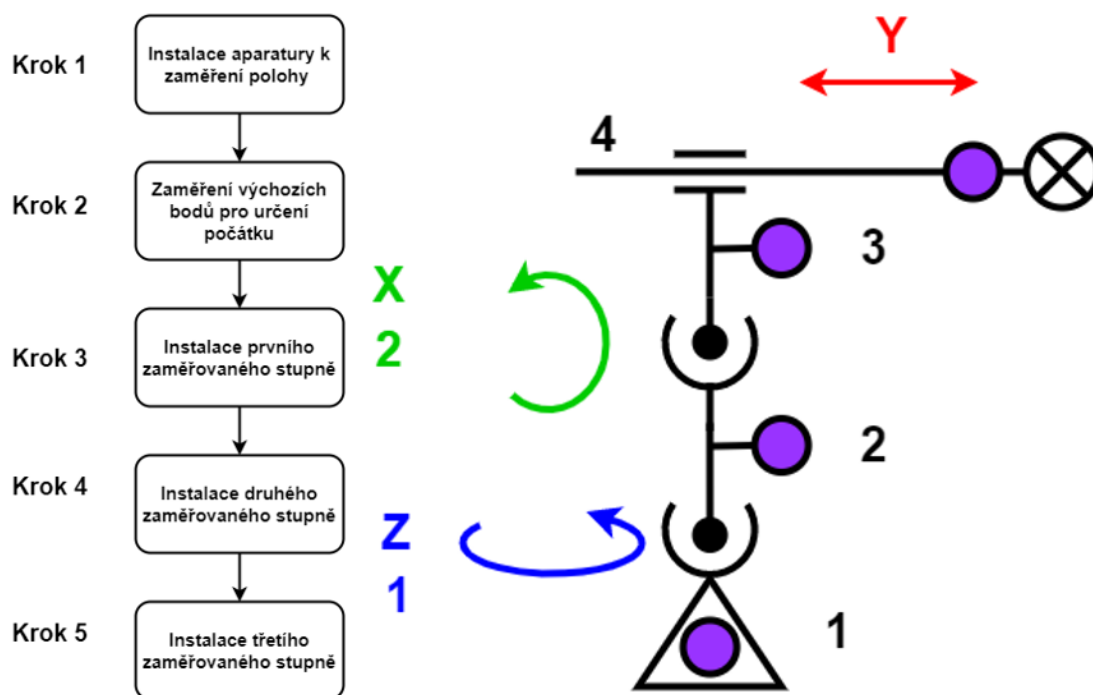 Krok 1
Instalace aparatury k
zaměření polohy
Krok 2
Zaměření výchozích
bodů pro určení
počátku
Krok 3
Instalace prvního
zaměřovaného stupně
Krok 4
Instalace druhého
zaměřovaného stupně
Krok 5
Instalace třetího
zaměřovaného stupně
Y
4
3
X
2
2
Z
1
1